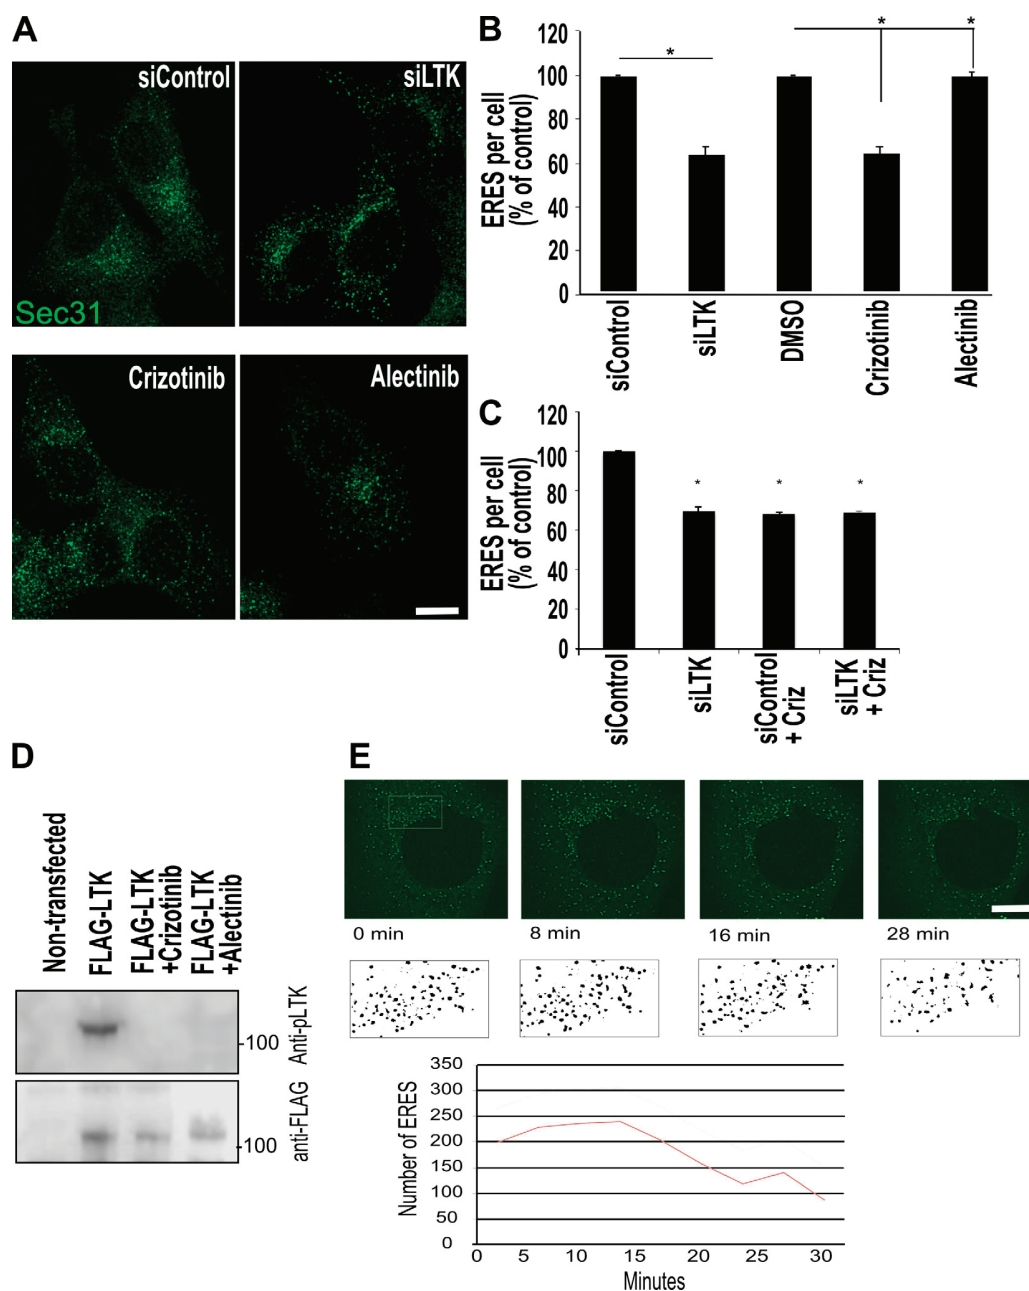 A
siControl
siLTK
Sec31
Crizotinib
Alectinib
B
ERES per cell
(% of control)
120
100
80
60
40
20
0
*
*
*
siControl
siLTK
DMSO
Crizotinib
Alectinib
C
ERES per cell
(% of control)
120
100
80
60
40
20
0
*
*
*
siControl
siLTK
siControl
+ Criz
siLTK
+ Criz
D
Non-transfected
FLAG-LTK
FLAG-LTK
+Crizotinib
FLAG-LTK
+Alectinib
-100
Anti-pLTK
-100
anti-FLAG
E
0 min
8 min
16 min
28 min
Number of ERES
350
300
250
200
150
100
50
0
0 5 10 15 20 25 30
Minutes